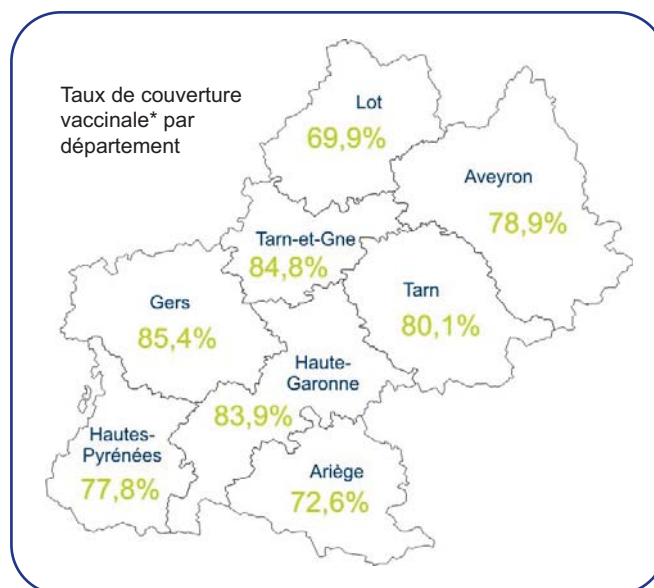 Taux de couverture
vaccinale* par
département
Lot
69,9%
Aveyron
78,9%
Tarn-et-Gne
84,8%
Tarn
80,1%
Gers
85,4%
Haute-
Garonne
83,9%
Hautes-
Pyrénées
77,8%
Ariège
72,6%